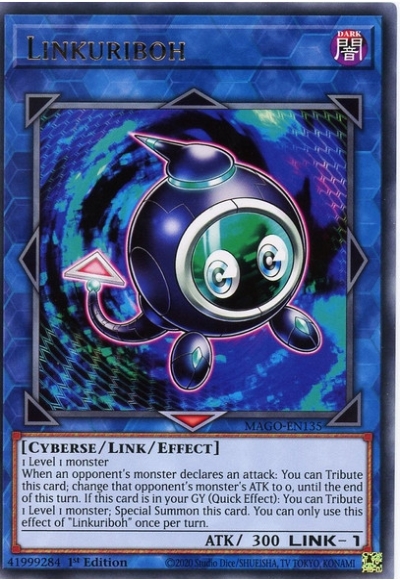 LINKURIBOH
DARK
闇
MAGO-EN135
[CYBERSE/LINK/EFFECT]
1 Level 1 monster
When an opponent's monster declares an attack: You can Tribute
this card; change that opponent's monster's ATK to 0, until the
end of this turn. If this card is in your GY (Quick Effect): You can Tribute
1 Level 1 monster; Special Summon this card. You can only use this
effect of "Linkuriboh" once per turn.
ATK/ 300 LINK-1
41999284 1st Edition
©2020 Studio Dice/SHUEISHA, TV TOKYO, KONAMI